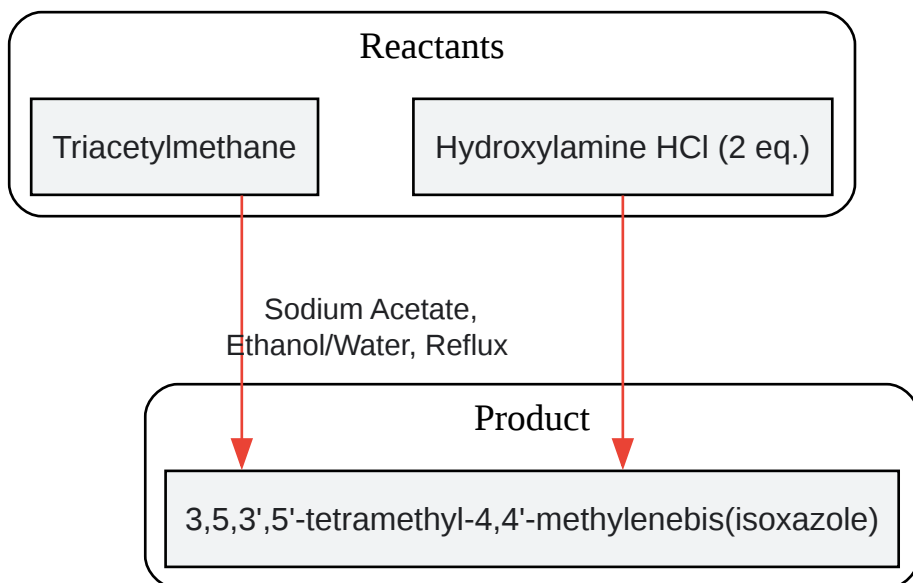 Reactants
Triacetylmethane
Hydroxylamine HCl (2 eq.)
Sodium Acetate,
Ethanol/Water, Reflux
Product
3,5,3',5'-tetramethyl-4,4'-methylenebis(isoxazole)